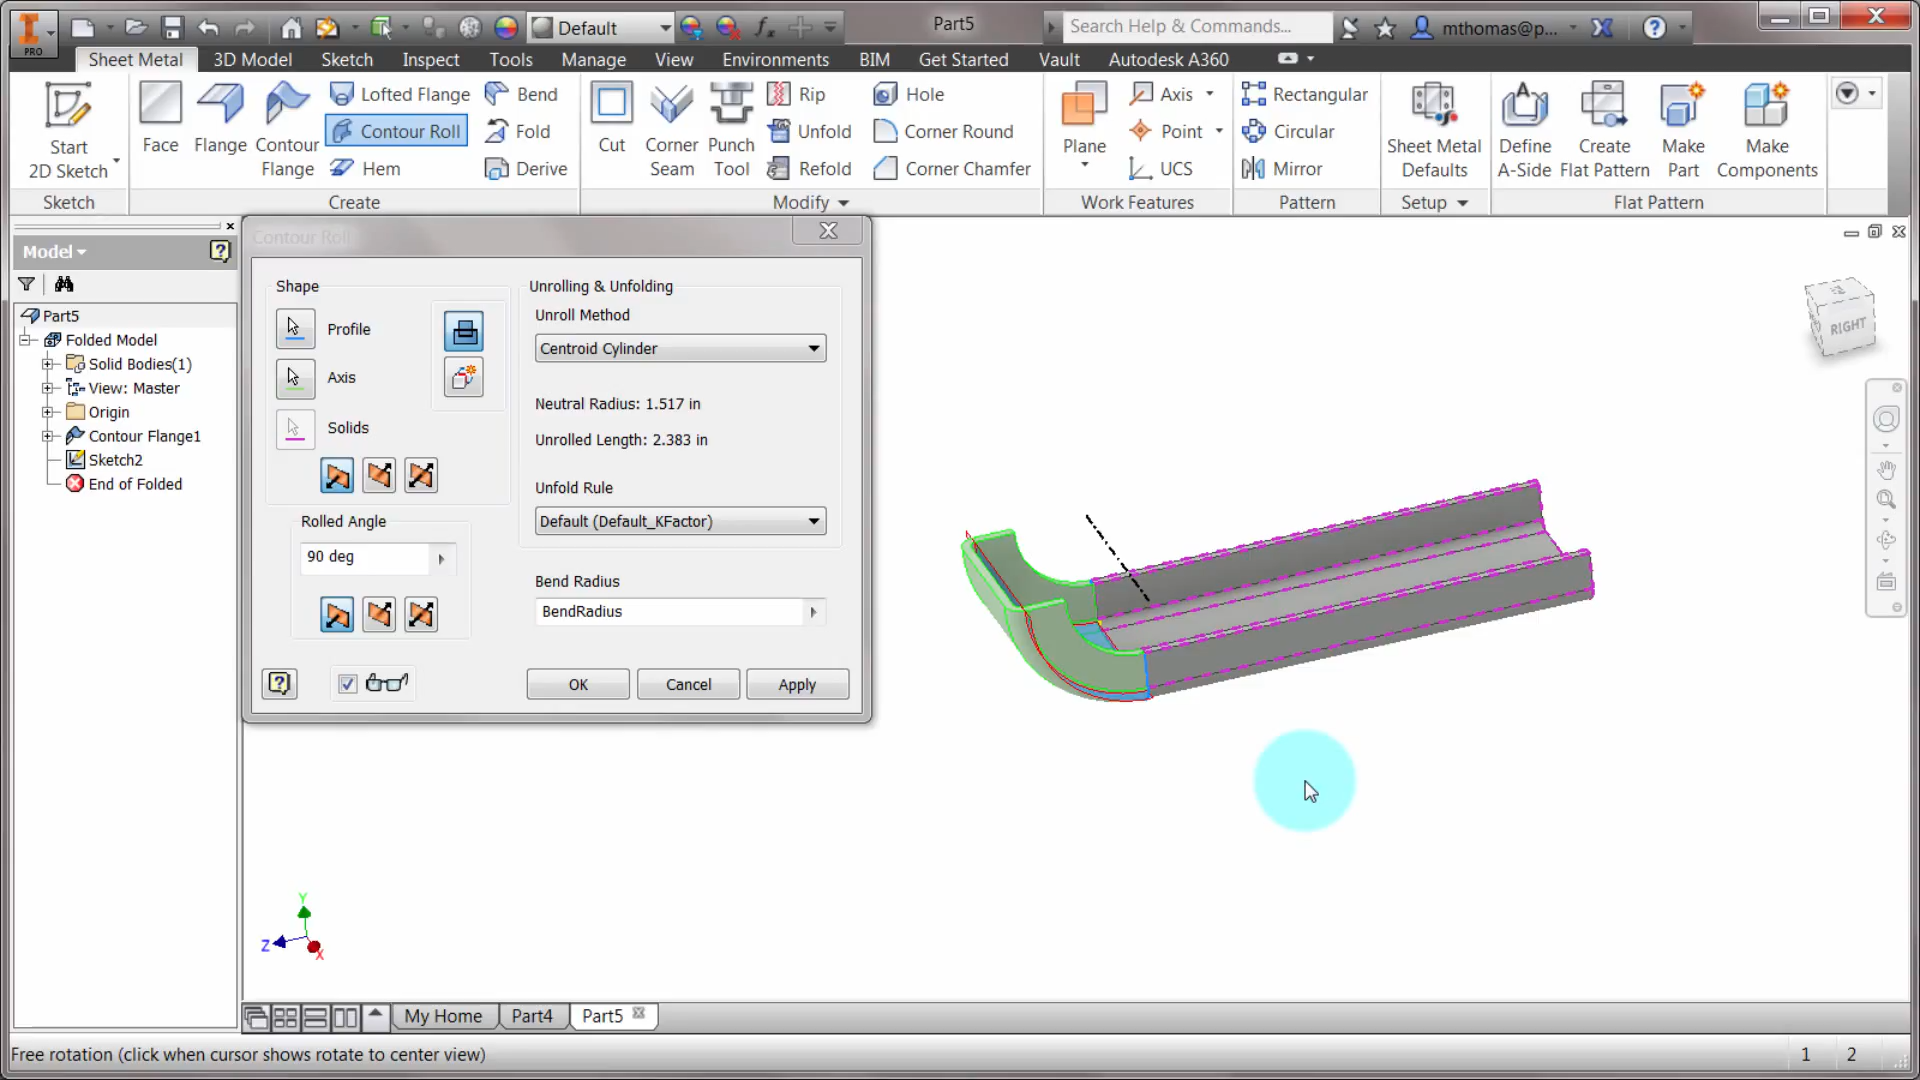 PRO
Default
Part5
Search Help & Commands...
mthomas@p...
Sheet Metal
3D Model
Sketch
Inspect
Tools
Manage
View
Environments
BIM
Get Started
Vault
Autodesk A360
Start
2D Sketch
Face
Flange
Contour
Flange
Lofted Flange
Contour Roll
Hem
Bend
Fold
Derive
Cut
Corner
Seam
Punch
Tool
Rip
Unfold
Refold
Hole
Corner Round
Corner Chamfer
Plane
Axis
Point
UCS
Rectangular
Circular
Mirror
Sheet Metal
Defaults
Define
A-Side
Create
Flat Pattern
Make
Part
Make
Components
Sketch
Create
Modify
Work Features
Pattern
Setup
Flat Pattern
Model
Part5
Folded Model
Solid Bodies(1)
View: Master
Origin
Contour Flange1
Sketch2
End of Folded
Contour Roll
Shape
Profile
Axis
Solids
Rolled Angle
90 deg
Unrolling & Unfolding
Unroll Method
Centroid Cylinder
Neutral Radius: 1.517 in
Unrolled Length: 2.383 in
Unfold Rule
Default (Default_KFactor)
Bend Radius
BendRadius
OK
Cancel
Apply
RIGHT
Y
Z
X
My Home
Part4
Part5
Free rotation (click when cursor shows rotate to center view)
1
2